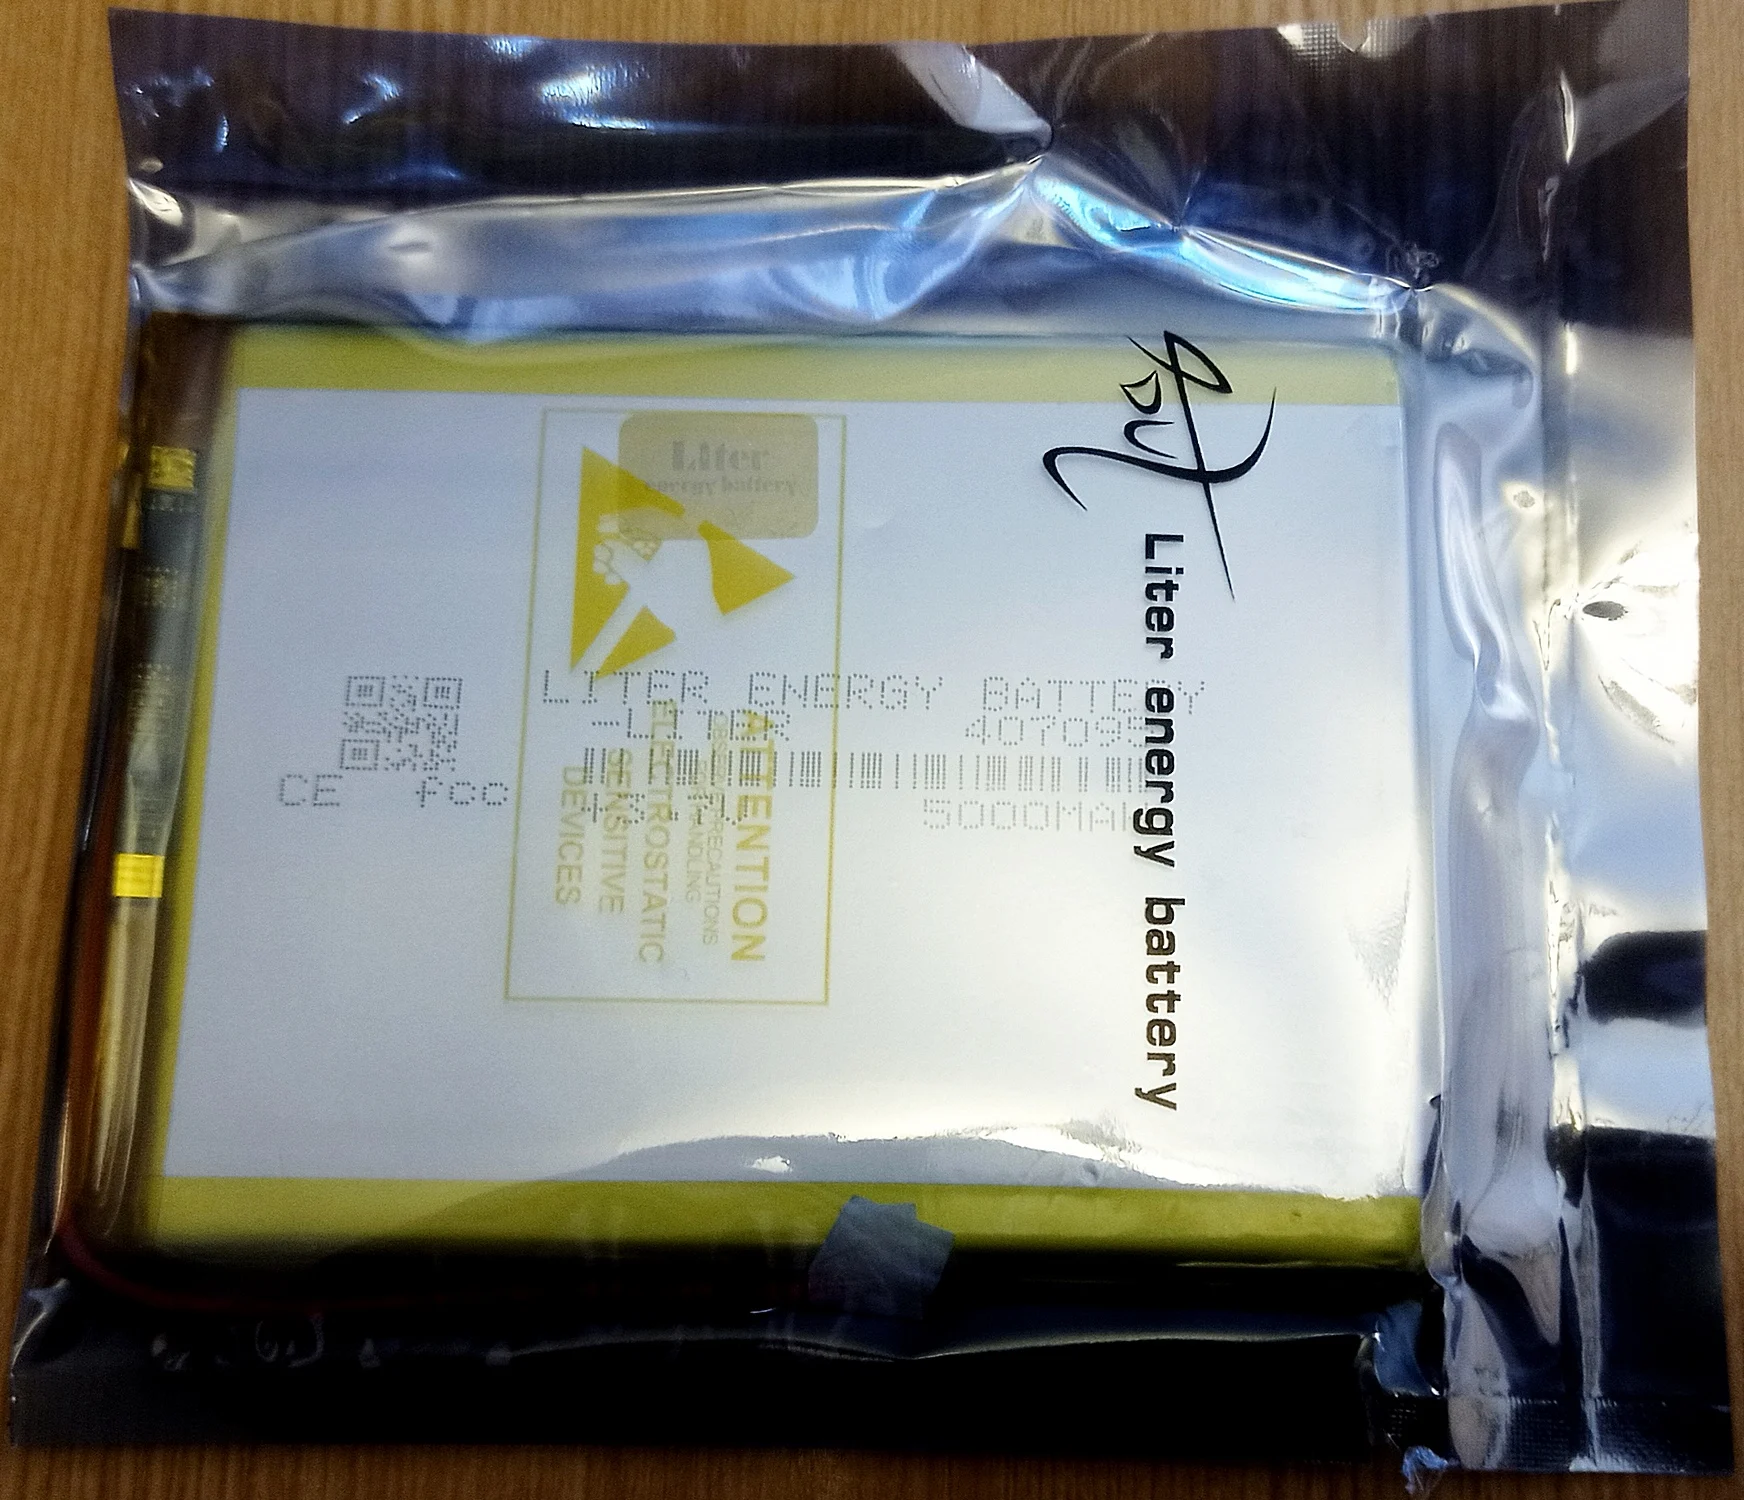 Liter energy battery
Liter
energy battery
LITER ENERGY BATTERY
-LITER 407095
5000MAH
CE fcc
ATTENTION
OBSERVE PRECAUTIONS
HANDLING
ELECTROSTATIC
SENSITIVE
DEVICES